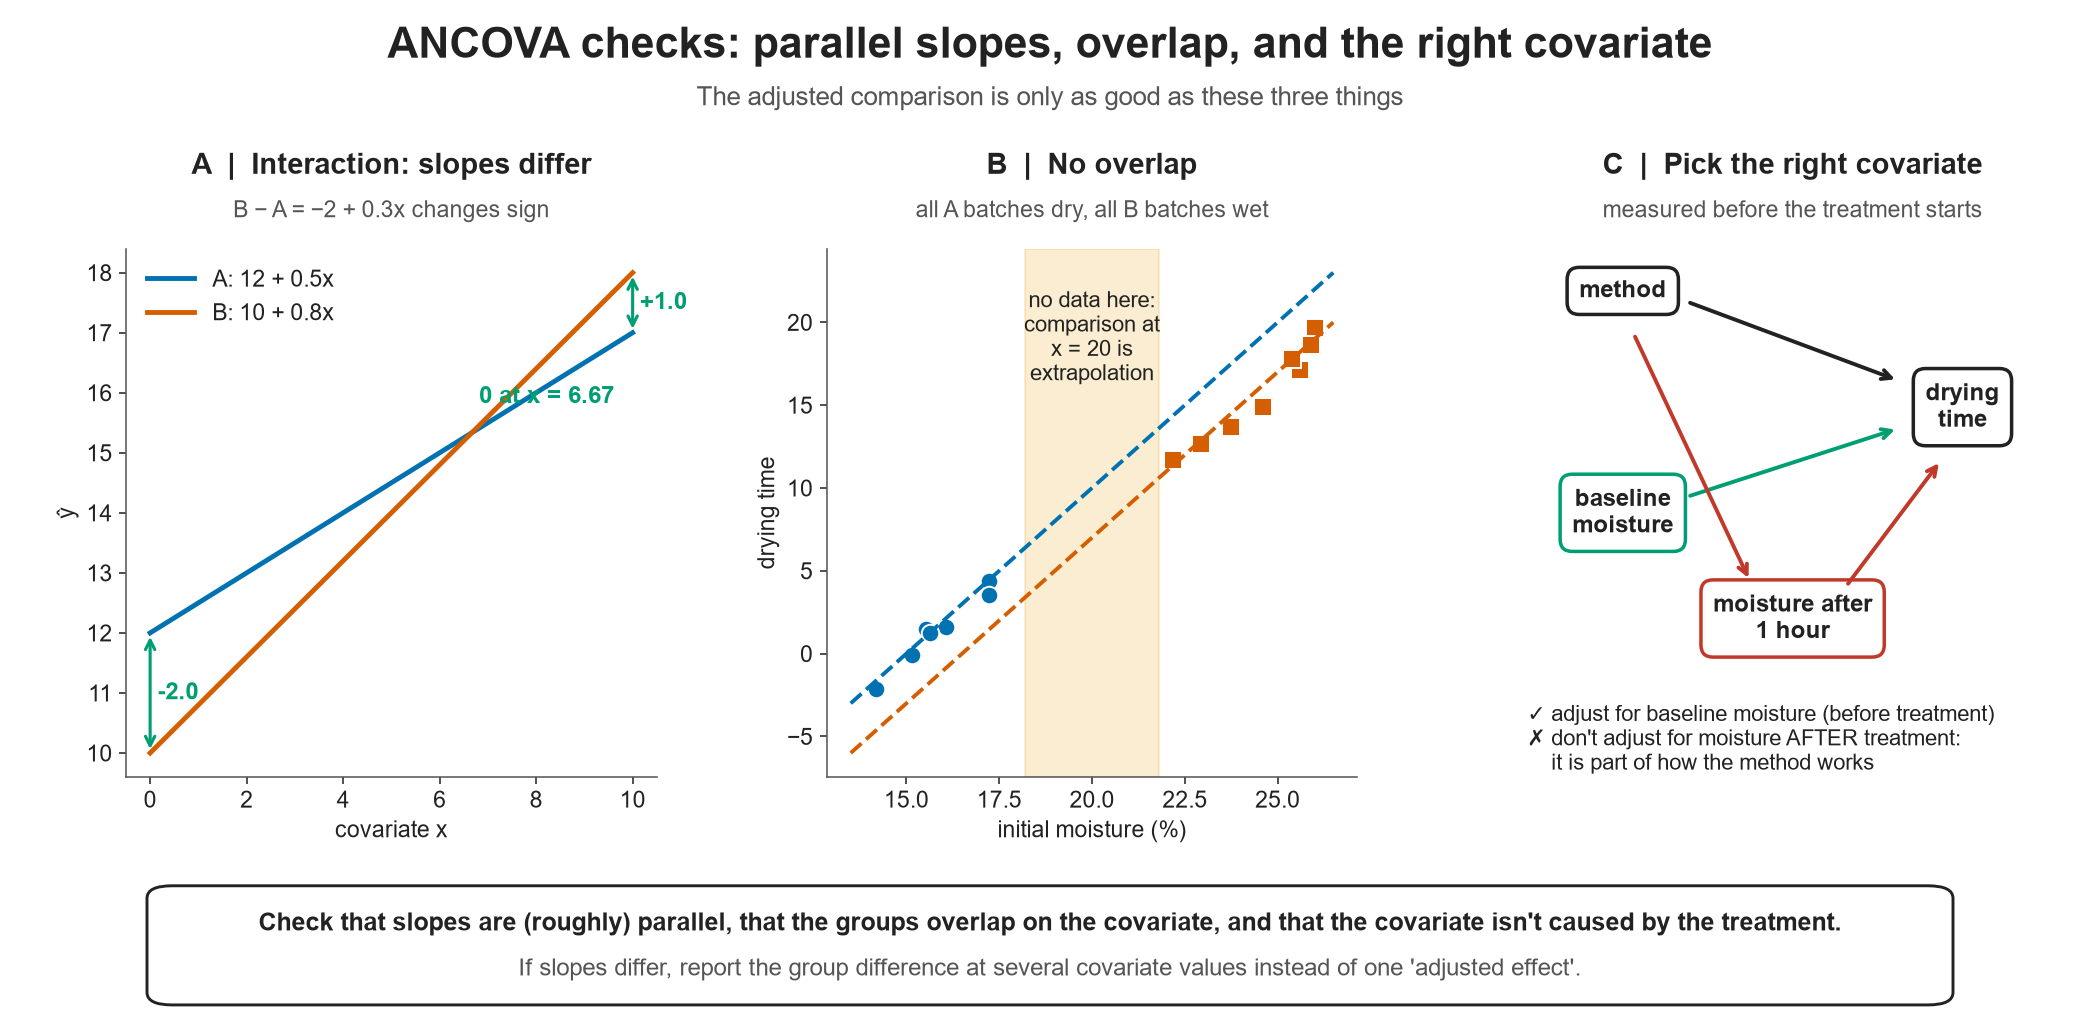 ANCOVA checks: parallel slopes, overlap, and the right covariate
The adjusted comparison is only as good as these three things
A | Interaction: slopes differ
B − A = −2 + 0.3x changes sign
A: 12 + 0.5x
B: 10 + 0.8x
+1.0
0 at x = 6.67
-2.0
18
17
16
15
14
13
12
11
10
ŷ
0
2
4
6
8
10
covariate x
B | No overlap
all A batches dry, all B batches wet
no data here:
comparison at
x = 20 is
extrapolation
20
15
10
5
0
−5
drying time
15.0
17.5
20.0
22.5
25.0
initial moisture (%)
C | Pick the right covariate
measured before the treatment starts
method
drying
time
baseline
moisture
moisture after
1 hour
✓ adjust for baseline moisture (before treatment)
✗ don't adjust for moisture AFTER treatment:
it is part of how the method works
Check that slopes are (roughly) parallel, that the groups overlap on the covariate, and that the covariate isn't caused by the treatment.
If slopes differ, report the group difference at several covariate values instead of one 'adjusted effect'.